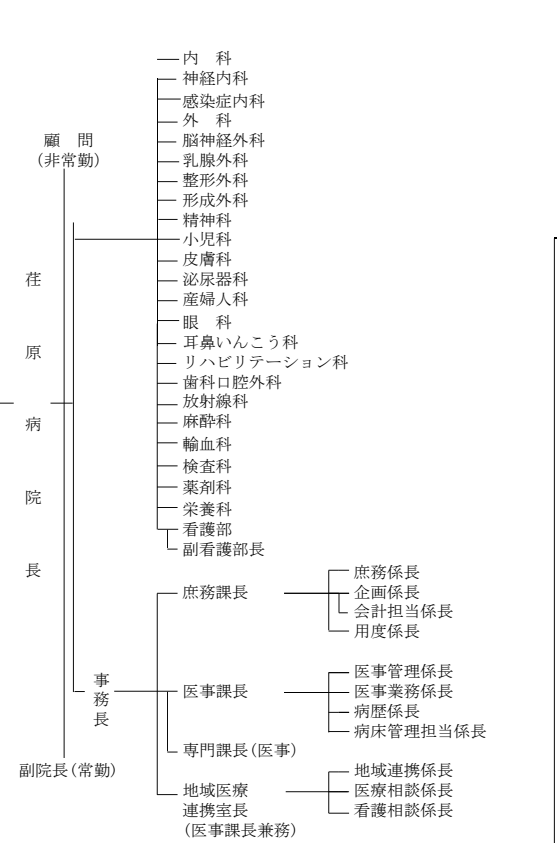 内　科
神経内科
感染症内科
外　科
脳神経外科
乳腺外科
整形外科
形成外科
精神科
小児科
皮膚科
泌尿器科
産婦人科
眼　科
耳鼻いんこう科
リハビリテーション科
歯科口腔外科
放射線科
麻酔科
輸血科
検査科
薬剤科
栄養科
看護部
副看護部長
顧　問
(非常勤)
荏原病院長
副院長(常勤)
事務長
庶務課長
庶務係長
企画係長
会計担当係長
用度係長
医事課長
医事管理係長
医事業務係長
病歴係長
病床管理担当係長
専門課長(医事)
地域医療
連携室長
(医事課長兼務)
地域連携係長
医療相談係長
看護相談係長